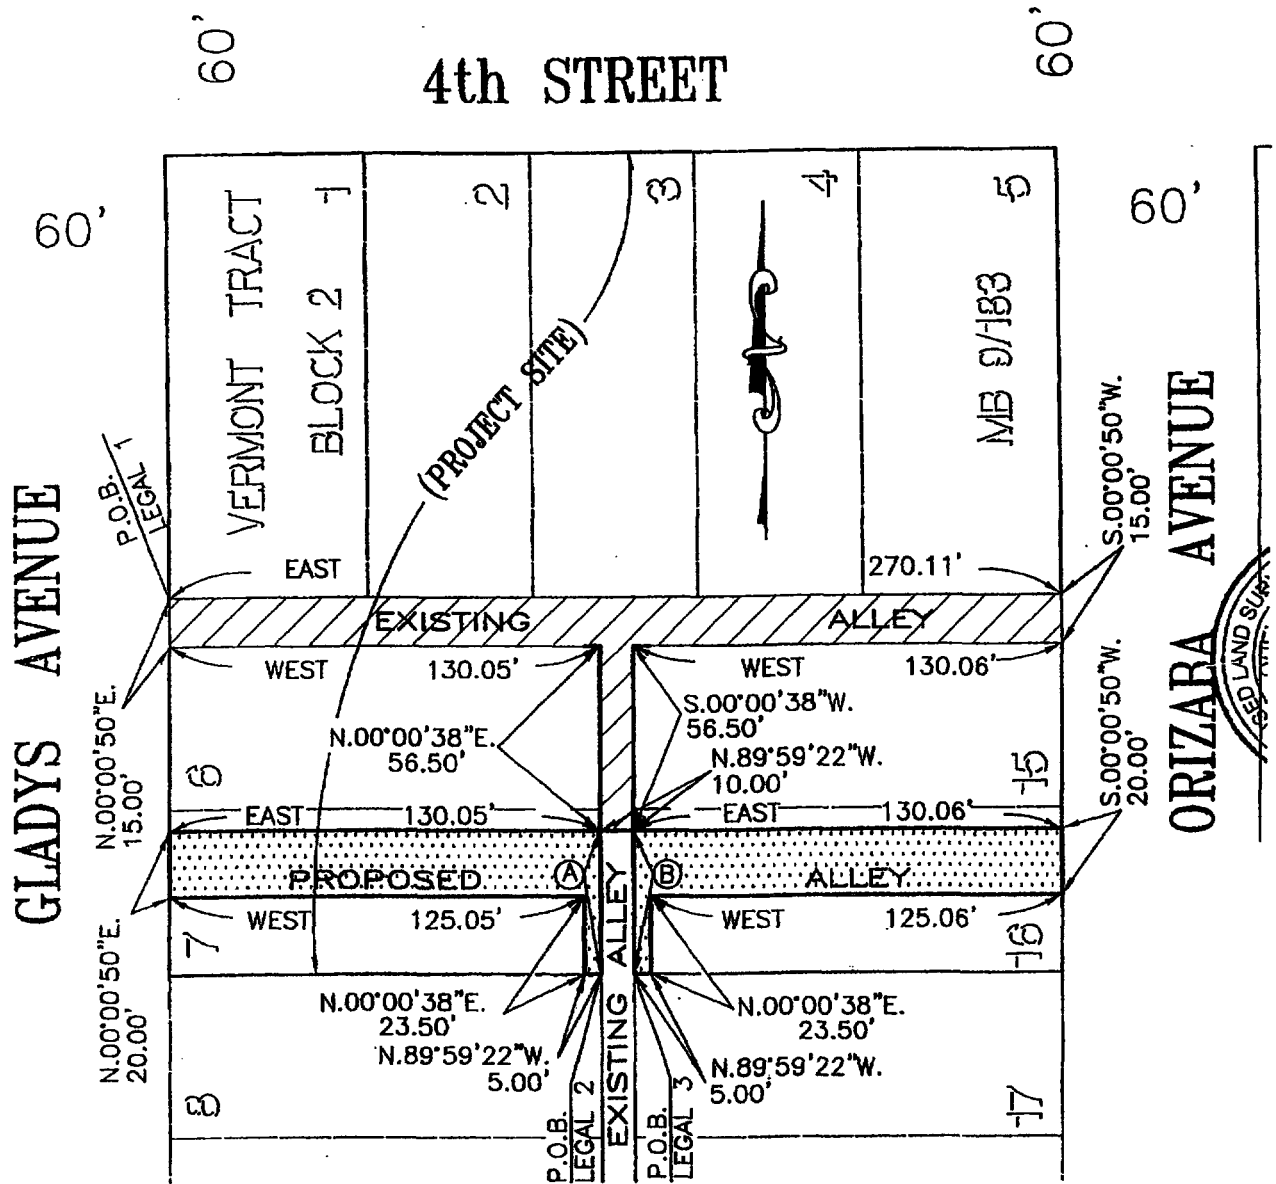 60'
60'
4th STREET
60'
60'
1
2
3
4
5
VERMONT TRACT
BLOCK 2
MB 9/183
(PROJECT SITE)
P.O.B.
LEGAL 1
GLADYS AVENUE
ORIZARA AVENUE
EAST
270.11'
S.00°00'50"W.
15.00'
EXISTING
ALLEY
WEST 130.05'
WEST 130.06'
N.00°00'50"E.
15.00'
N.00°00'38"E.
56.50'
S.00°00'38"W.
56.50'
N.89°59'22"W.
10.00'
S.00°00'50"W.
20.00'
6
15
EAST 130.05'
EAST 130.06'
PROPOSED
A
B
ALLEY
WEST 125.05'
WEST 125.06'
7
16
N.00°00'50"E.
20.00'
N.00°00'38"E.
23.50'
N.89°59'22"W.
5.00'
N.00°00'38"E.
23.50'
N.89°59'22"W.
5.00'
EXISTING ALLEY
8
17
P.O.B.
LEGAL 2
P.O.B.
LEGAL 3
LAND